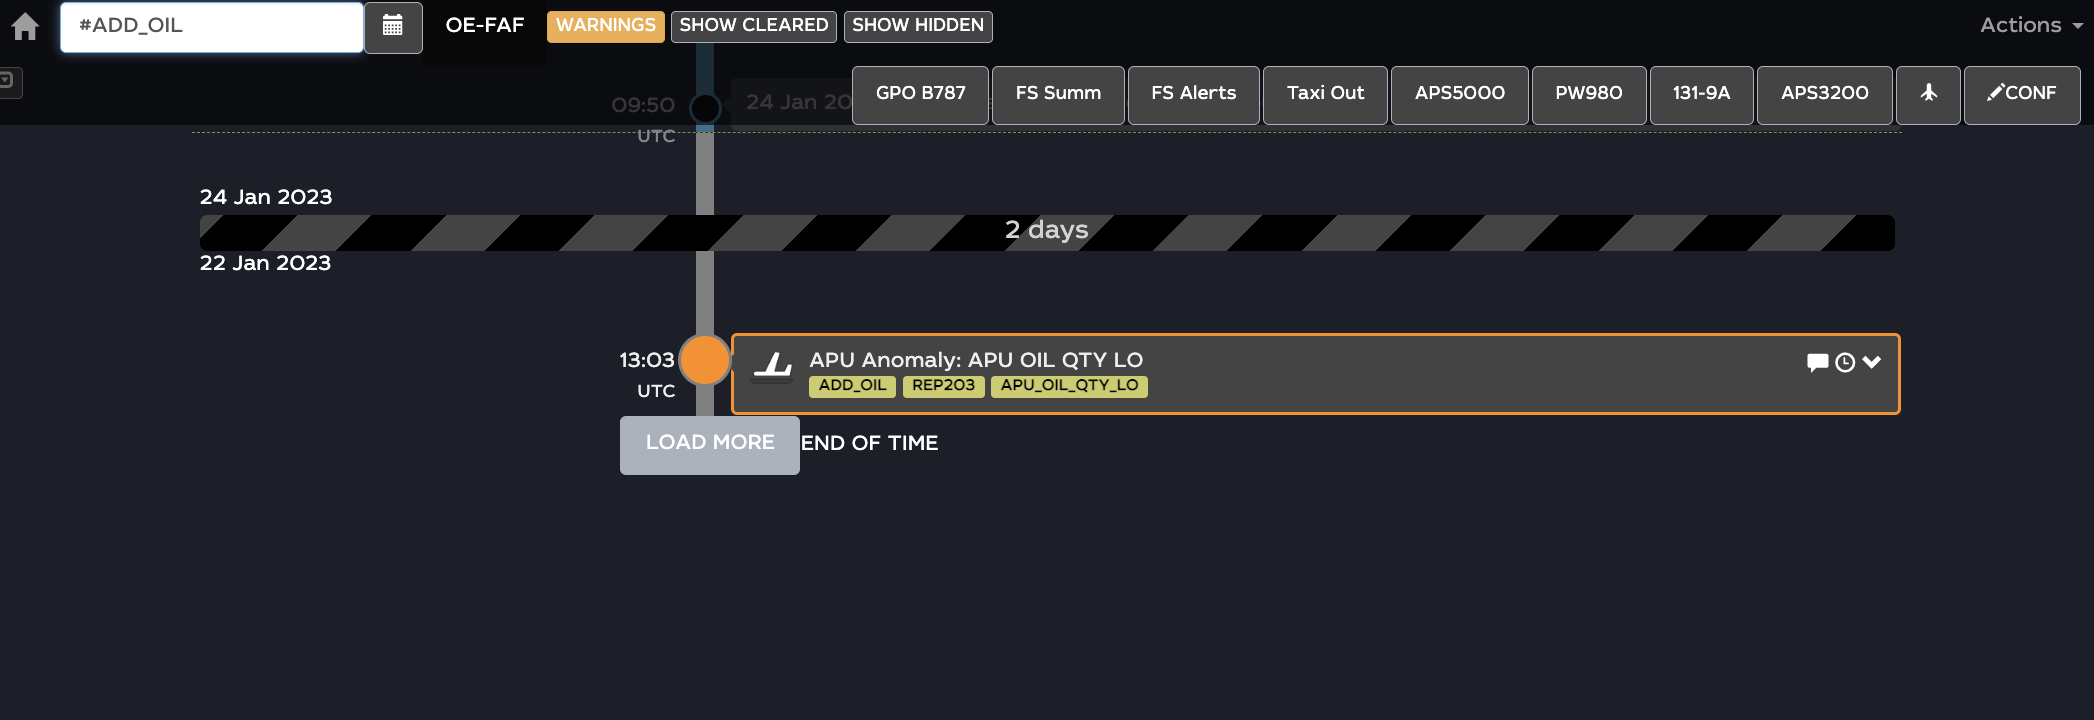 #ADD_OIL OE-FAF WARNINGS SHOW CLEARED SHOW HIDDEN Actions
GPO B787 FS Summ FS Alerts Taxi Out APS5000 PW980 131-9A APS3200 CONF
09:50 24 Jan 20
UTC
24 Jan 2023
2 days
22 Jan 2023
13:03 APU Anomaly: APU OIL QTY LO
UTC ADD_OIL REP203 APU_OIL_QTY_LO
LOAD MORE END OF TIME